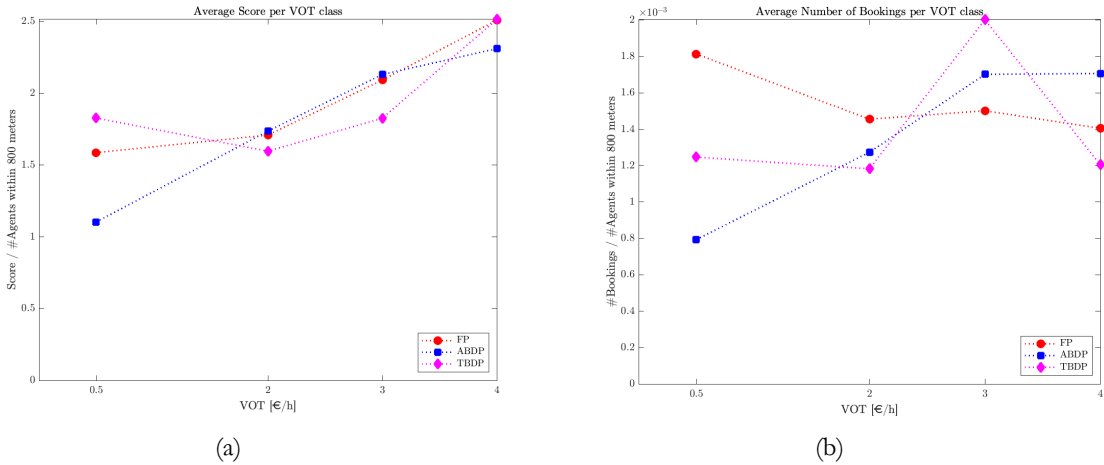 Average Score per VOT class
Score / #Agents within 800 meters
2.5
2
1.5
1
0.5
0
0.5
2
3
4
VOT [€/h]
FP
ABDP
TBDP
(a)
Average Number of Bookings per VOT class
×10⁻³
#Bookings / #Agents within 800 meters
2
1.8
1.6
1.4
1.2
1
0.8
0.6
0.4
0.2
0
0.5
2
3
4
VOT [€/h]
FP
ABDP
TBDP
(b)